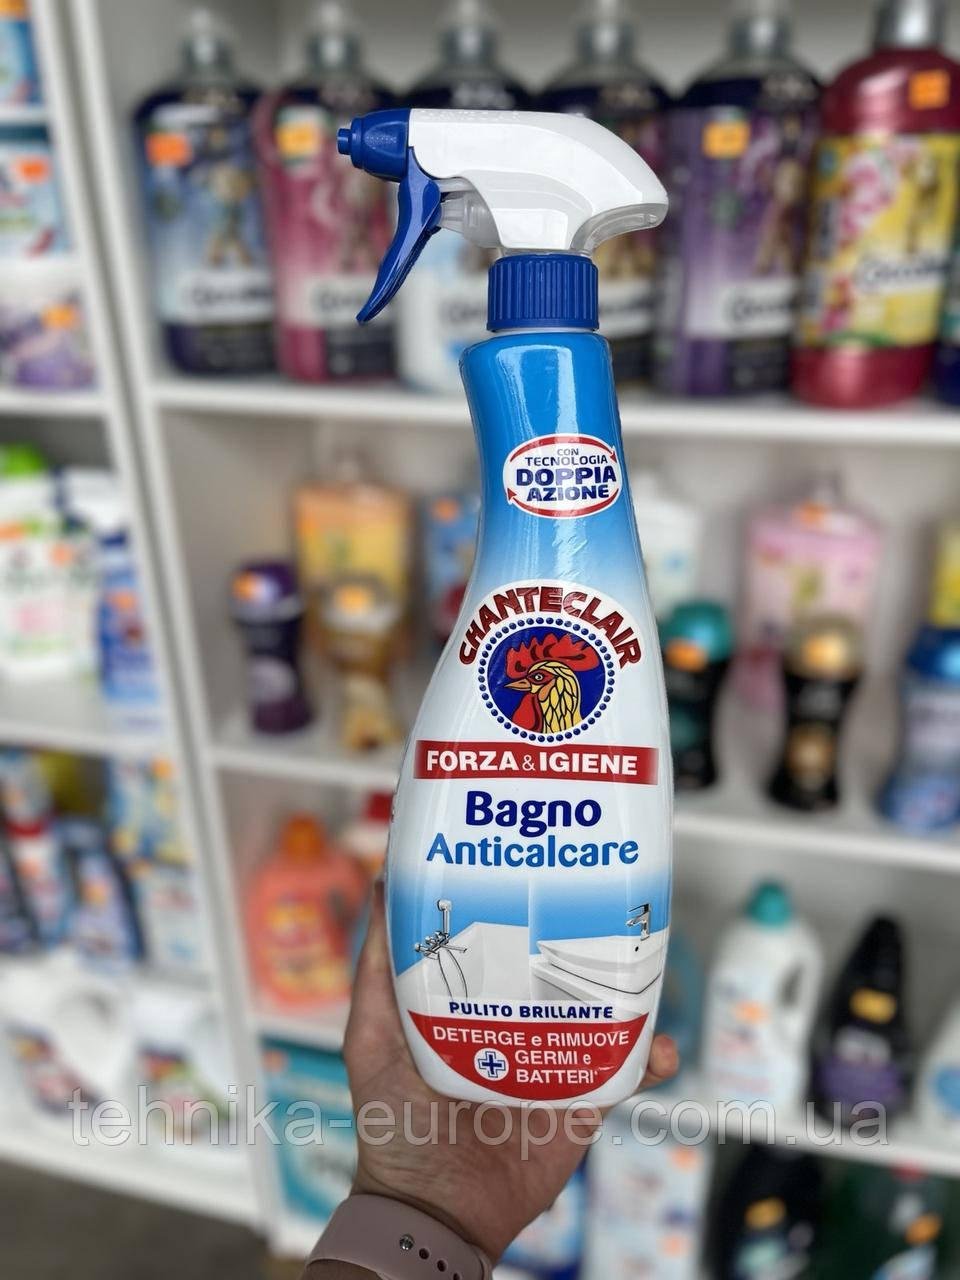 CON
TECNOLOGIA
DOPPIA
AZIONE
CHANTECLAIR
FORZA & IGIENE
Bagno
Anticalcare
PULITO BRILLANTE
DETERGE e RIMUOVE
GERMI e
BATTERI*
tehnika-europe.com.ua